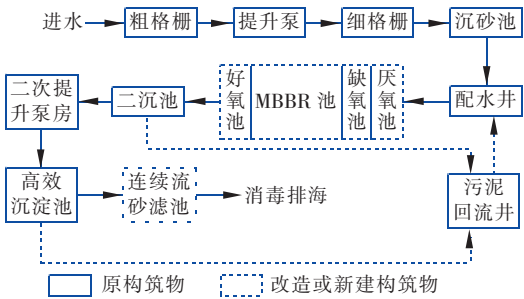 进水 粗格栅 提升泵 细格栅 沉砂池
二次提
升泵房
二沉池
好
氧
池
MBBR 池
缺
氧
池
厌
氧
池
配水井
高效
沉淀池
连续流
砂滤池
消毒排海
污泥
回流井
原构筑物 改造或新建构筑物